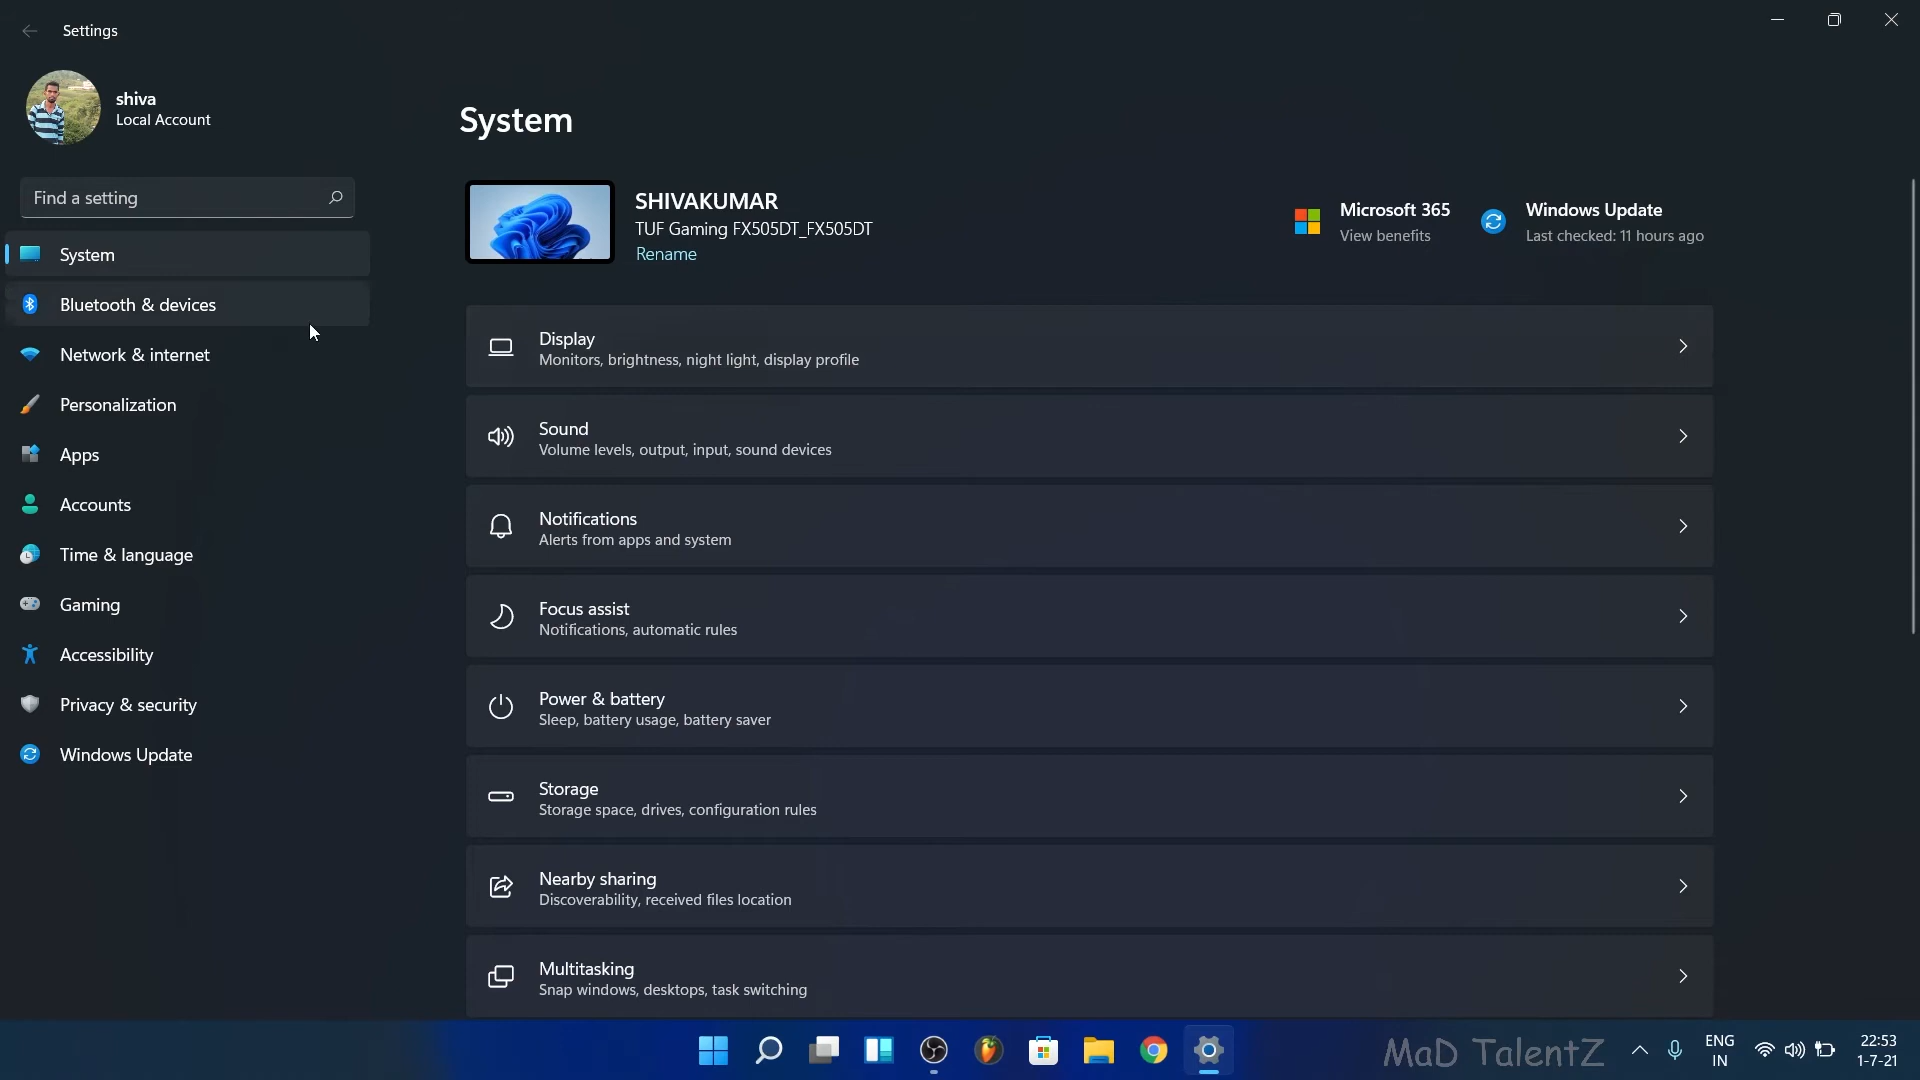 Settings
shiva
Local Account
Find a setting
System
Bluetooth & devices
Network & internet
Personalization
Apps
Accounts
Time & language
Gaming
Accessibility
Privacy & security
Windows Update
System
SHIVAKUMAR
TUF Gaming FX505DT_FX505DT
Rename
Microsoft 365
View benefits
Windows Update
Last checked: 11 hours ago
Display
Monitors, brightness, night light, display profile
Sound
Volume levels, output, input, sound devices
Notifications
Alerts from apps and system
Focus assist
Notifications, automatic rules
Power & battery
Sleep, battery usage, battery saver
Storage
Storage space, drives, configuration rules
Nearby sharing
Discoverability, received files location
Multitasking
Snap windows, desktops, task switching
MaD TalentZ
ENG
IN
22:53
1-7-21